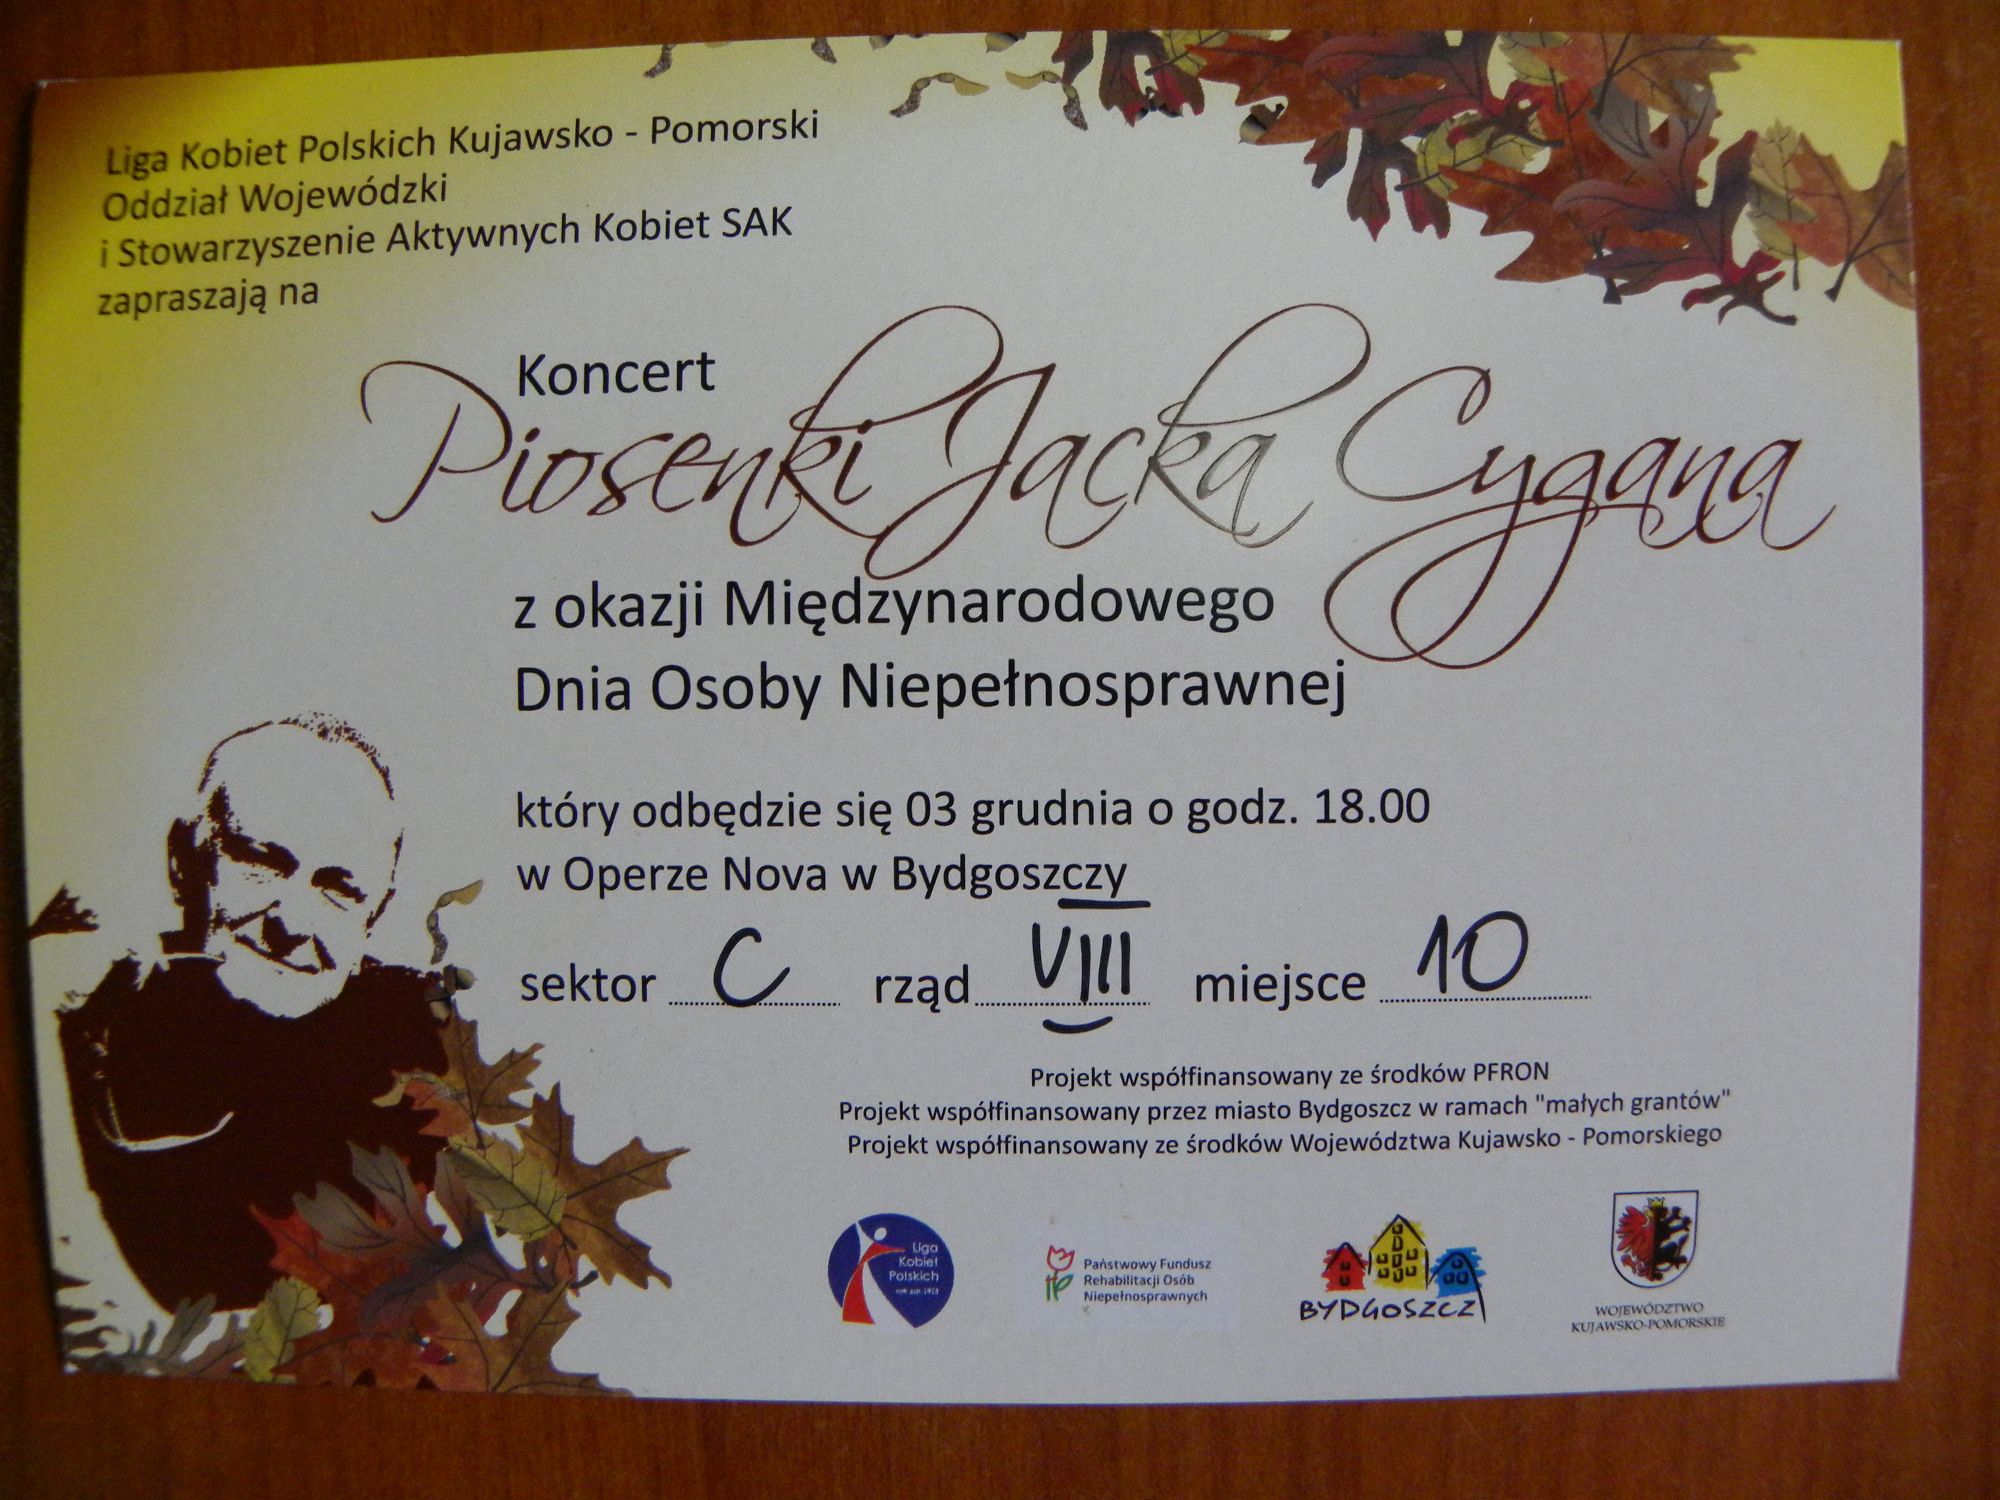 Liga Kobiet Polskich Kujawsko - Pomorski
Oddział Wojewódzki
i Stowarzyszenie Aktywnych Kobiet SAK
zapraszają na
Koncert
Piosenki Jacka Cygana
z okazji Międzynarodowego
Dnia Osoby Niepełnosprawnej
który odbędzie się 03 grudnia o godz. 18.00
w Operze Nova w Bydgoszczy
sektor C rząd VIII miejsce 10
Projekt współfinansowany ze środków PFRON
Projekt współfinansowany przez miasto Bydgoszcz w ramach "małych grantów"
Projekt współfinansowany ze środków Województwa Kujawsko - Pomorskiego
Liga
Kobiet
Polskich
rok zał. 1913
Państwowy Fundusz
Rehabilitacji Osób
Niepełnosprawnych
BYDGOSZCZ
WOJEWÓDZTWO
KUJAWSKO-POMORSKIE